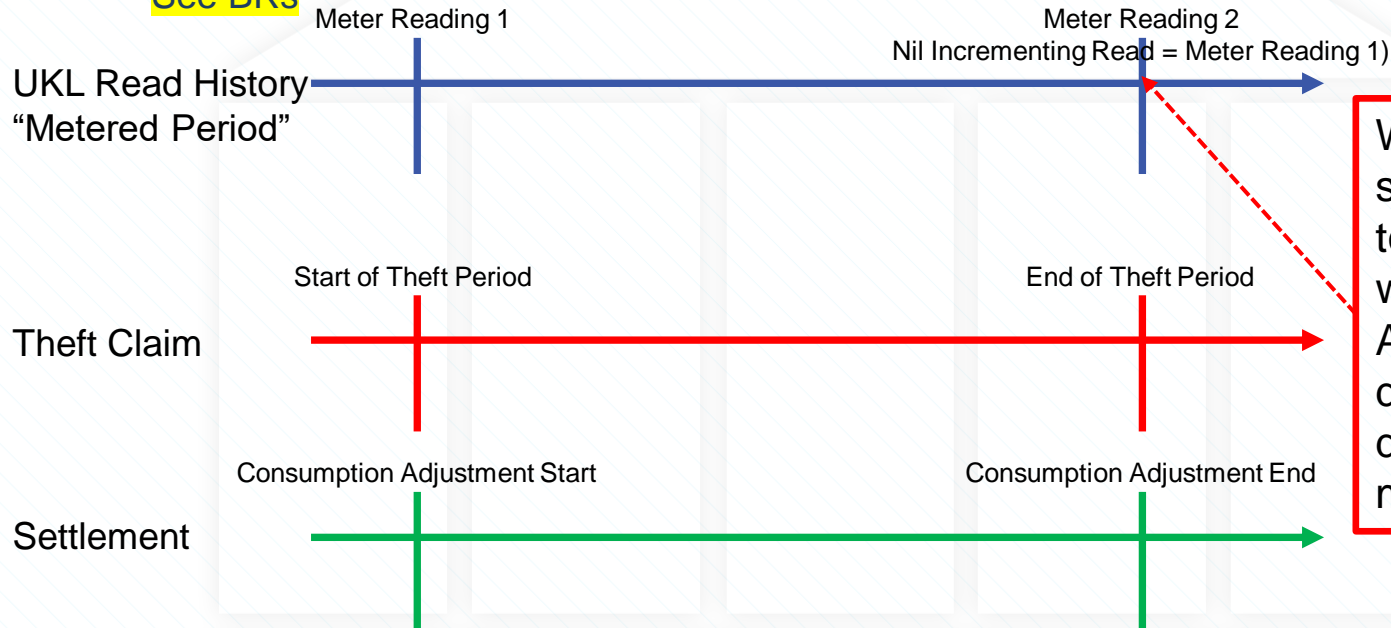 See BRs
Meter Reading 1
Meter Reading 2
Nil Incrementing Read = Meter Reading 1)
UKL Read History
“Metered Period”
Start of Theft Period
End of Theft Period
Theft Claim
Consumption Adjustment Start
Consumption Adjustment End
Settlement